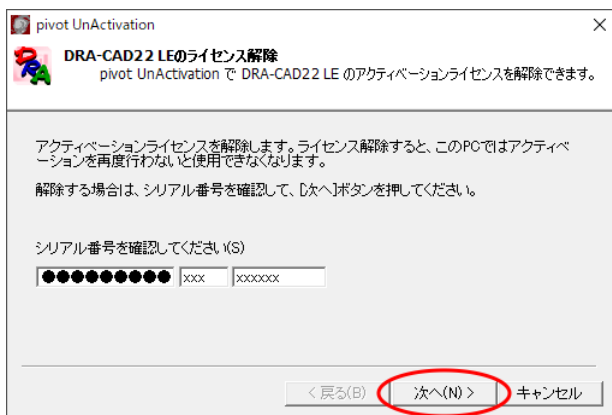 pivot UnActivation
DRA
DRA-CAD22 LEのライセンス解除
pivot UnActivation で DRA-CAD22 LE のアクティベーションライセンスを解除できます。
アクティベーションライセンスを解除します。ライセンス解除すると、このPCではアクティベ
ーションを再度行わないと使用できなくなります。
解除する場合は、シリアル番号を確認して、[次へ]ボタンを押してください。
シリアル番号を確認してください(S)
●●●●●●●●● xxx xxxxxx
< 戻る(B) 次へ(N) > キャンセル